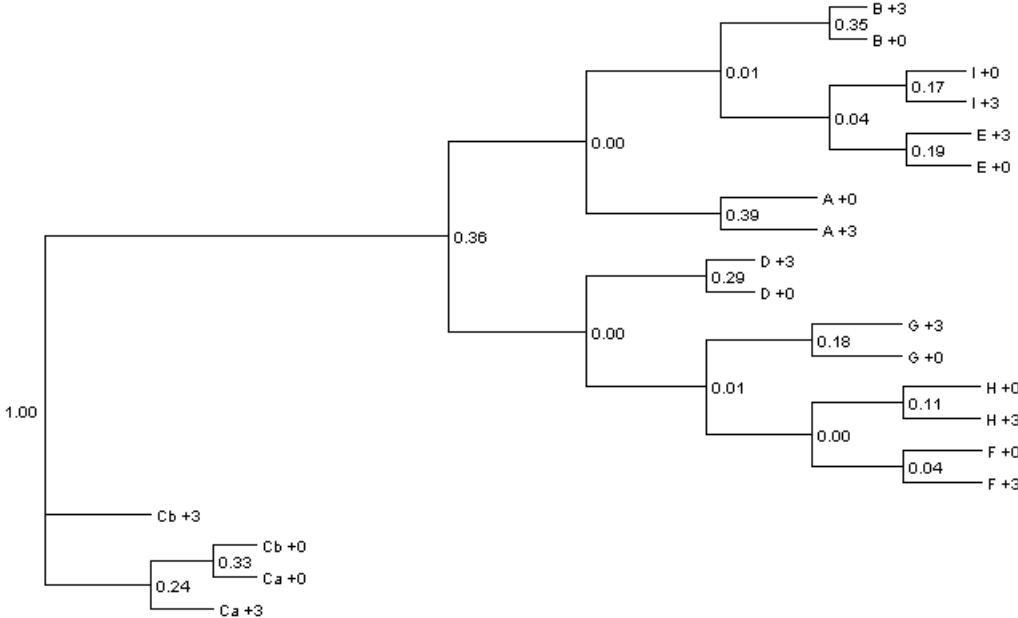 B +3
0.35
B +0
0.01
I +0
0.17
I +3
0.04
E +3
0.19
E +0
0.00
A +0
0.39
A +3
0.36
D +3
0.29
D +0
0.00
G +3
0.18
G +0
0.01
H +0
0.11
H +3
0.00
F +0
0.04
F +3
1.00
Cb +3
Cb +0
0.33
Ca +0
0.24
Ca +3